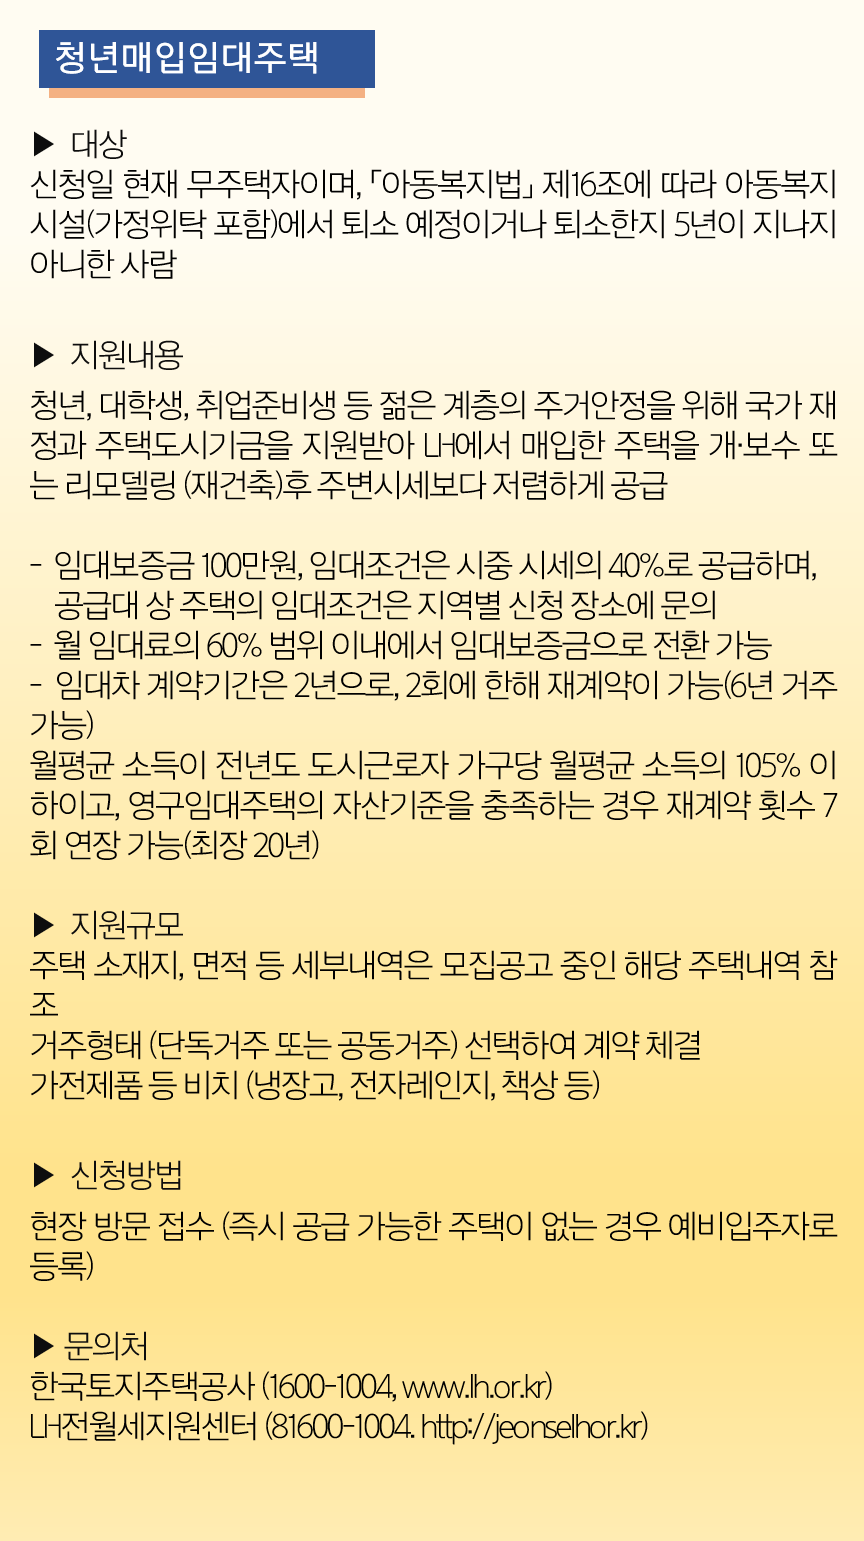 청년매입임대주택
▶ 대상
신청일 현재 무주택자이며, 「아동복지법」 제16조에 따라 아동복지
시설(가정위탁 포함)에서 퇴소 예정이거나 퇴소한지 5년이 지나지
아니한 사람
▶ 지원내용
청년, 대학생, 취업준비생 등 젊은 계층의 주거안정을 위해 국가 재
정과 주택도시기금을 지원받아 LH에서 매입한 주택을 개·보수 또
는 리모델링 (재건축)후 주변시세보다 저렴하게 공급
- 임대보증금 100만원, 임대조건은 시중 시세의 40%로 공급하며,
공급대 상 주택의 임대조건은 지역별 신청 장소에 문의
- 월 임대료의 60% 범위 이내에서 임대보증금으로 전환 가능
- 임대차 계약기간은 2년으로, 2회에 한해 재계약이 가능(6년 거주
가능)
월평균 소득이 전년도 도시근로자 가구당 월평균 소득의 105% 이
하이고, 영구임대주택의 자산기준을 충족하는 경우 재계약 횟수 7
회 연장 가능(최장 20년)
▶ 지원규모
주택 소재지, 면적 등 세부내역은 모집공고 중인 해당 주택내역 참
조
거주형태 (단독거주 또는 공동거주) 선택하여 계약 체결
가전제품 등 비치 (냉장고, 전자레인지, 책상 등)
▶ 신청방법
현장 방문 접수 (즉시 공급 가능한 주택이 없는 경우 예비입주자로
등록)
▶ 문의처
한국토지주택공사 (1600-1004, www.lh.or.kr)
LH전월세지원센터 (81600-1004. http://jeonselhor.kr)